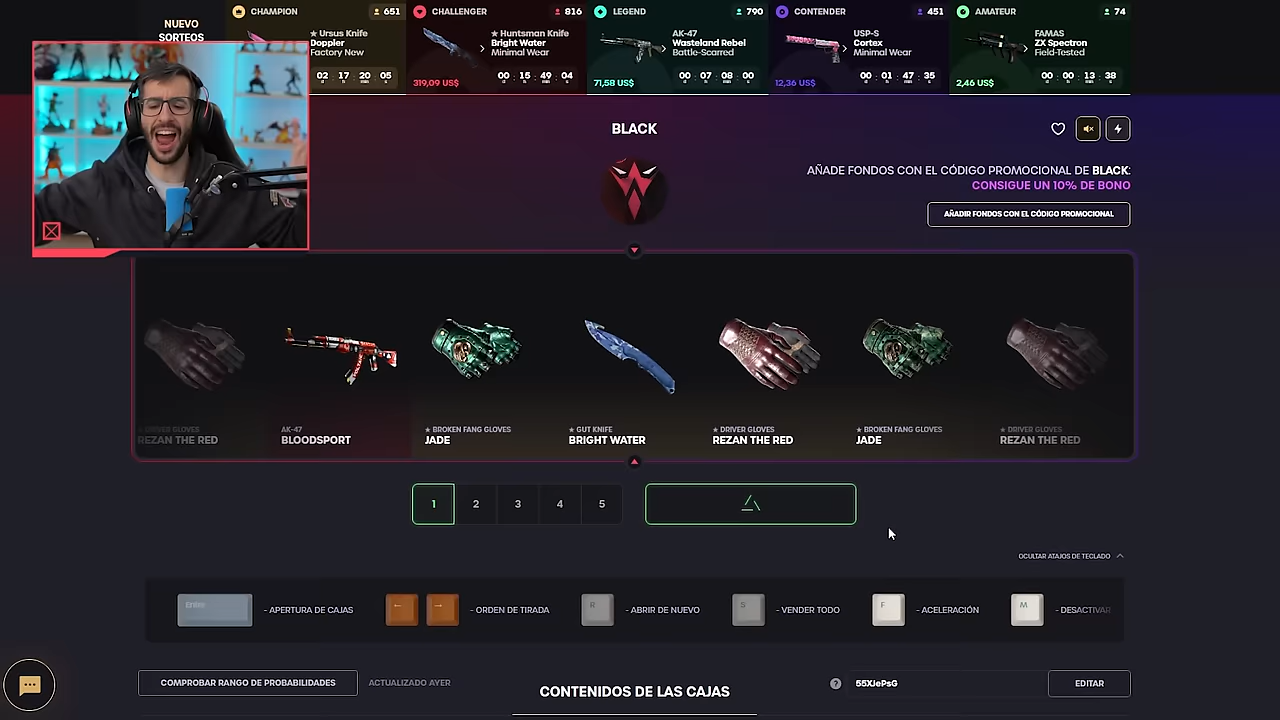 NUEVO
SORTEOS
CHAMPION
651
★ Ursus Knife
Doppler
Factory New
02 : 17 : 20 : 05
CHALLENGER
816
★ Huntsman Knife
Bright Water
Minimal Wear
319,09 US$
00 : 15 : 49 : 04
LEGEND
790
AK-47
Wasteland Rebel
Battle-Scarred
71,58 US$
00 : 07 : 08 : 00
CONTENDER
451
USP-S
Cortex
Minimal Wear
12,36 US$
00 : 01 : 47 : 35
AMATEUR
74
FAMAS
ZX Spectron
Field-Tested
2,46 US$
00 : 00 : 13 : 38
BLACK
AÑADE FONDOS CON EL CÓDIGO PROMOCIONAL DE BLACK:
CONSIGUE UN 10% DE BONO
AÑADIR FONDOS CON EL CÓDIGO PROMOCIONAL
★ DRIVER GLOVES
REZAN THE RED
AK-47
BLOODSPORT
★ BROKEN FANG GLOVES
JADE
★ GUT KNIFE
BRIGHT WATER
★ DRIVER GLOVES
REZAN THE RED
★ BROKEN FANG GLOVES
JADE
★ DRIVER GLOVES
REZAN THE RED
1
2
3
4
5
OCULTAR ATAJOS DE TECLADO
- APERTURA DE CAJAS
← → - ORDEN DE TIRADA
R - ABRIR DE NUEVO
S - VENDER TODO
F - ACELERACIÓN
M - DESACTIVAR
COMPROBAR RANGO DE PROBABILIDADES
ACTUALIZADO AYER
CONTENIDOS DE LAS CAJAS
? 55XJePsG
EDITAR